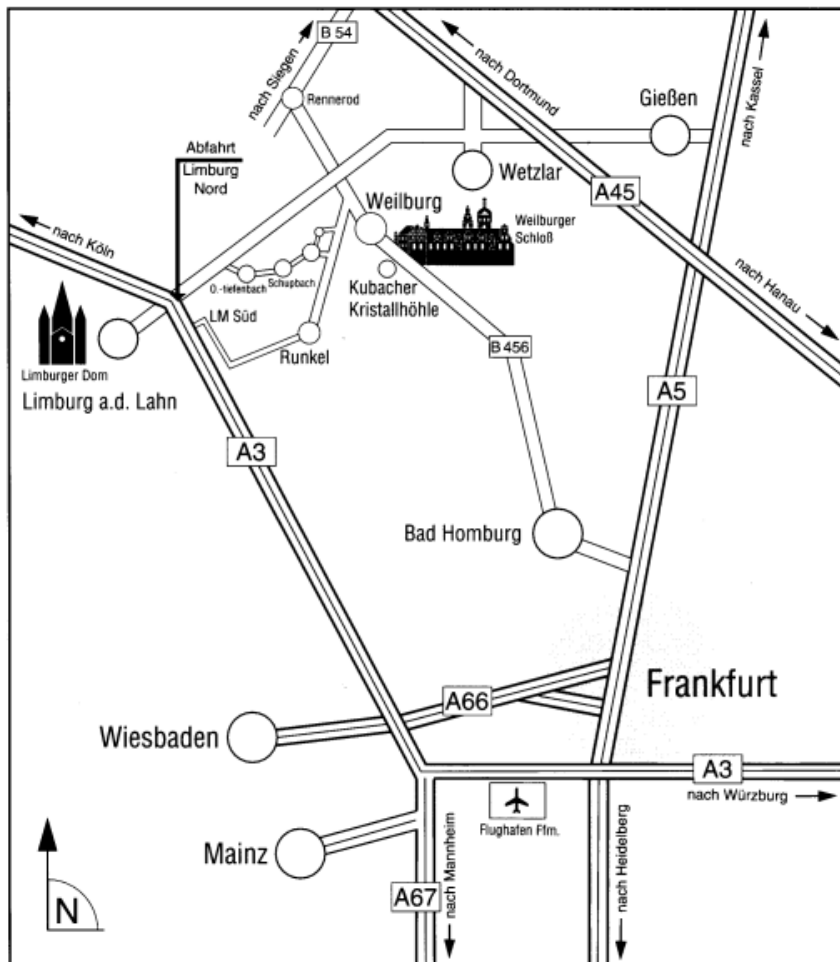 B 54
nach Siegen
Rennerod
nach Dortmund
Gießen
nach Kassel
Abfahrt
Limburg
Nord
Wetzlar
A45
Weilburg
Weilburger
Schloß
nach Köln
nach Hanau
O.-tiefenbach
Schupbach
Kubacher
Kristallhöhle
LM Süd
Runkel
B 456
Limburger Dom
Limburg a.d. Lahn
A5
A3
Bad Homburg
Frankfurt
A66
Wiesbaden
A3
nach Würzburg
Flughafen Ffm.
Mainz
nach Mannheim
nach Heidelberg
A67
N